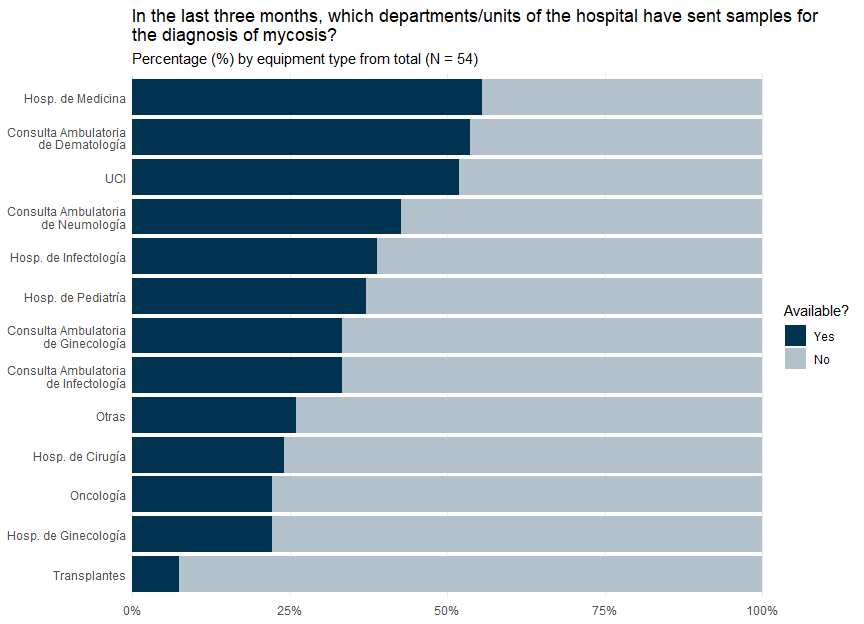 In the last three months, which departments/units of the hospital have sent samples for
the diagnosis of mycosis?
Percentage (%) by equipment type from total (N = 54)
Hosp. de Medicina
Consulta Ambulatoria
de Dematología
UCI
Consulta Ambulatoria
de Neumología
Hosp. de Infectología
Hosp. de Pediatría
Consulta Ambulatoria
de Ginecología
Consulta Ambulatoria
de Infectología
Otras
Hosp. de Cirugía
Oncología
Hosp. de Ginecología
Transplantes
0%
25%
50%
75%
100%
Available?
Yes
No